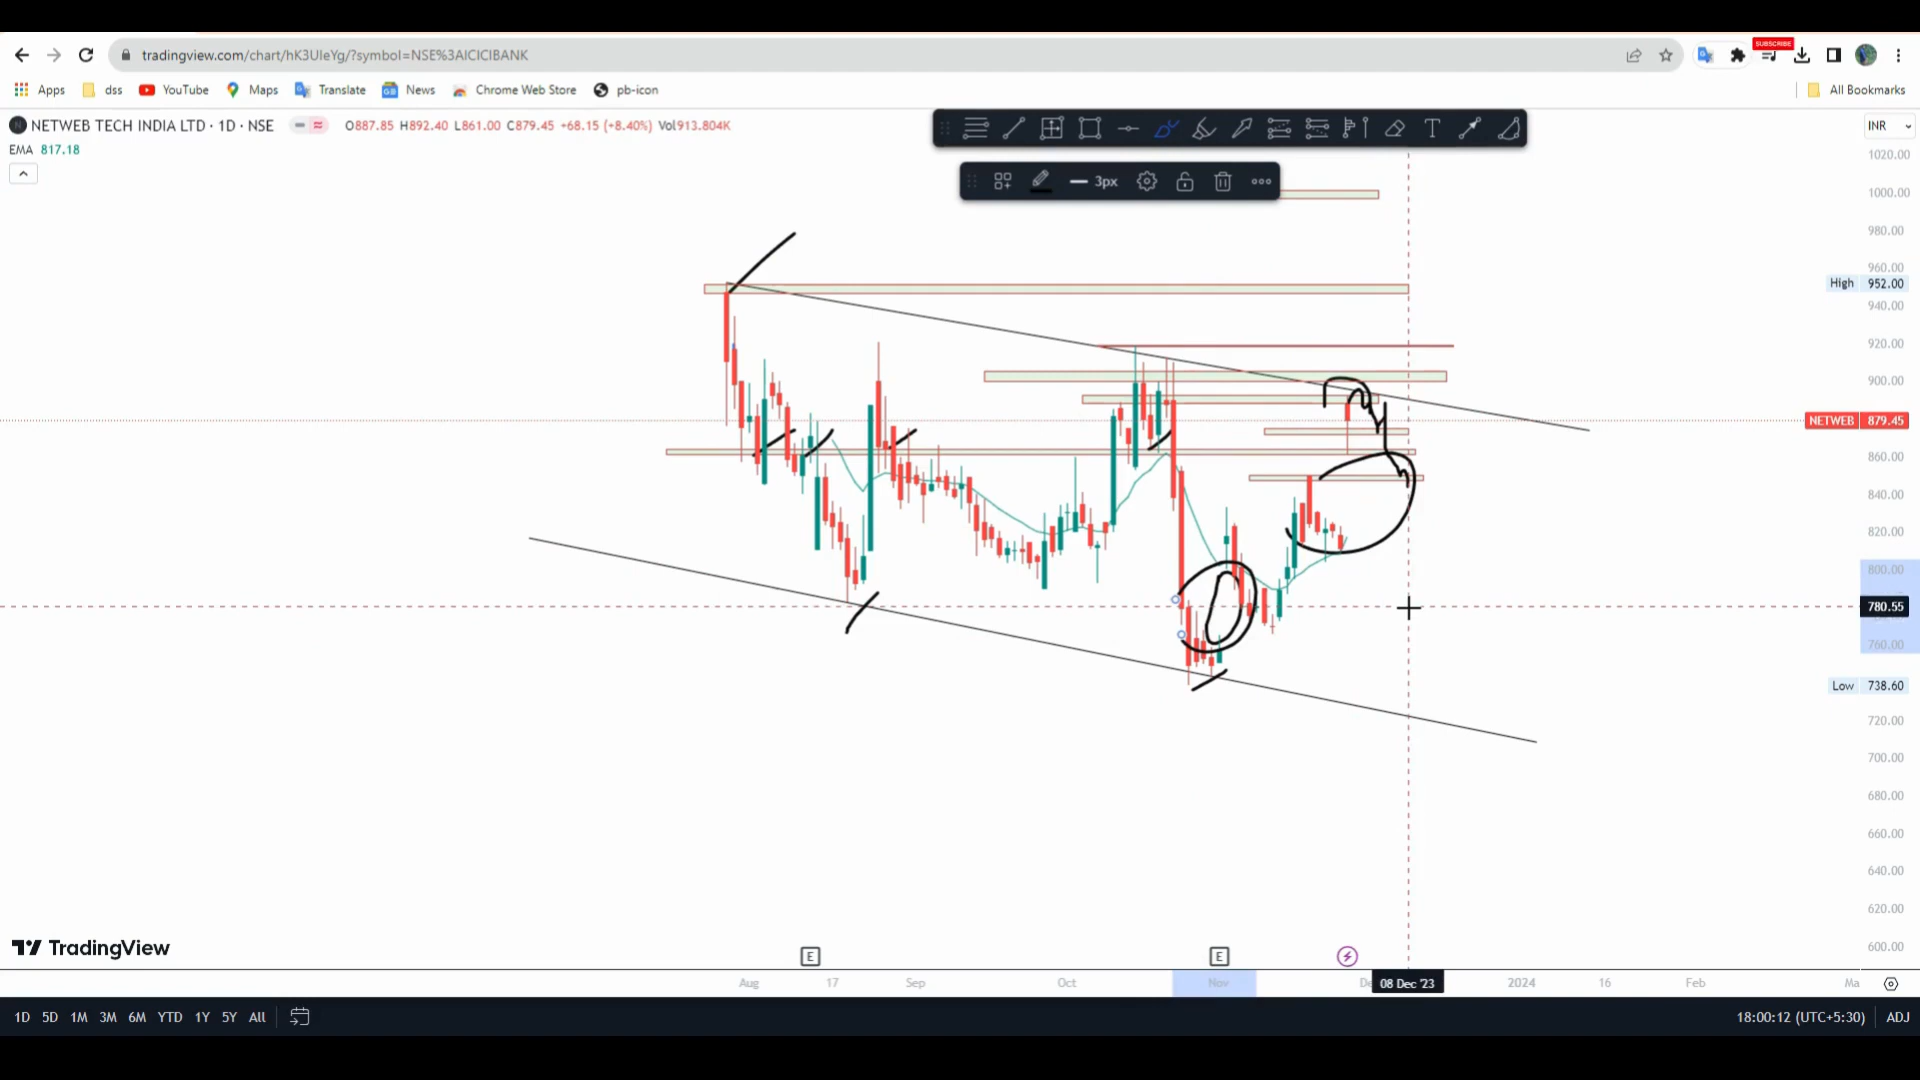 SUBSCRIBE
tradingview.com/chart/hK3UIeYg/?symbol=NSE%3AICICIBANK
Apps dss YouTube Maps Translate News Chrome Web Store pb-icon All Bookmarks
NETWEB TECH INDIA LTD · 1D · NSE O887.85 H892.40 L861.00 C879.45 +68.15 (+8.40%) Vol913.804K
INR
EMA 817.18
3px
1020.00
1000.00
980.00
960.00
High 952.00
940.00
920.00
900.00
NETWEB 879.45
860.00
840.00
820.00
800.00
780.55
760.00
Low 738.60
720.00
700.00
680.00
660.00
640.00
620.00
600.00
TradingView
E E
Aug 17 Sep Oct Nov De 08 Dec '23 2024 16 Feb Ma
1D 5D 1M 3M 6M YTD 1Y 5Y All 18:00:12 (UTC+5:30) ADJ